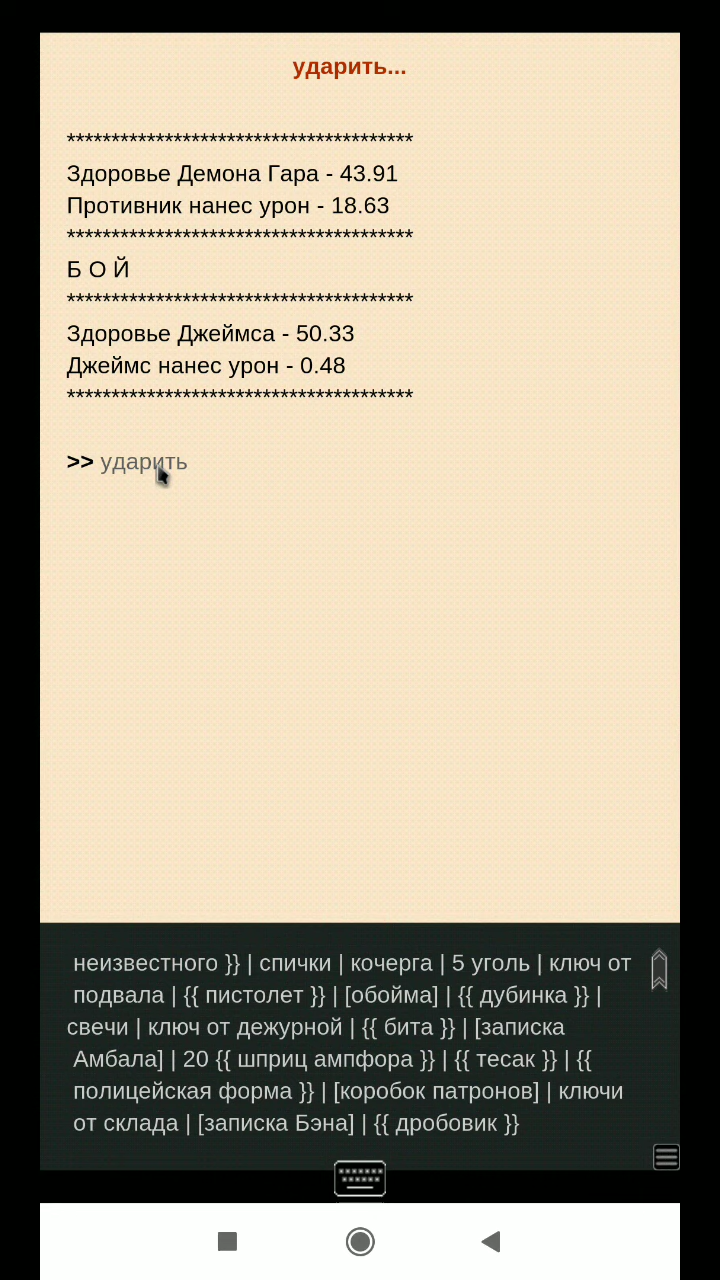 ударить...
***************************************
Здоровье Демона Гара - 43.91
Противник нанес урон - 18.63
***************************************
Б О Й
***************************************
Здоровье Джеймса - 50.33
Джеймс нанес урон - 0.48
***************************************
>> ударить
неизвестного }} | спички | кочерга | 5 уголь | ключ от
подвала | {{ пистолет }} | [обойма] | {{ дубинка }} |
свечи | ключ от дежурной | {{ бита }} | [записка
Амбала] | 20 {{ шприц ампфора }} | {{ тесак }} | {{
полицейская форма }} | [коробок патронов] | ключи
от склада | [записка Бэна] | {{ дробовик }}